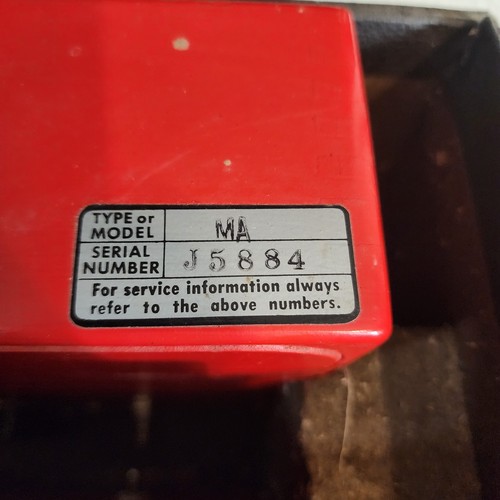 TYPE or MODEL MA
SERIAL NUMBER J5884
For service information always
refer to the above numbers.